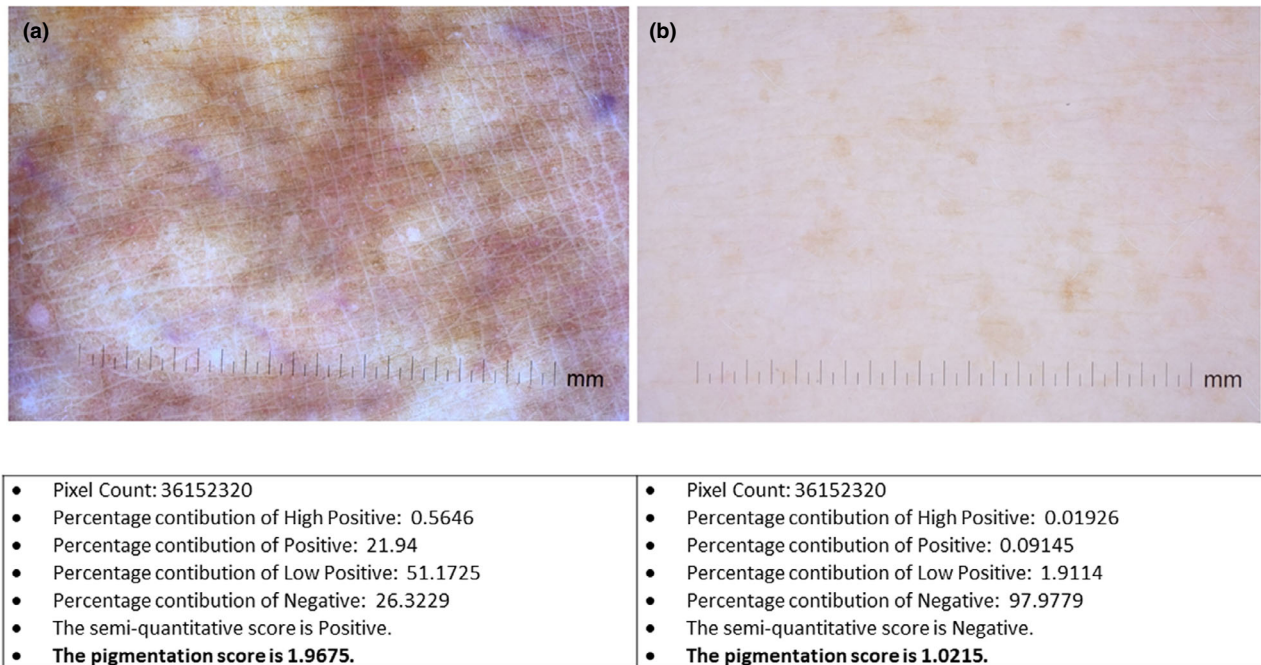 (a)
mm
(b)
mm
• Pixel Count: 36152320
• Percentage contibution of High Positive: 0.5646
• Percentage contibution of Positive: 21.94
• Percentage contibution of Low Positive: 51.1725
• Percentage contibution of Negative: 26.3229
• The semi-quantitative score is Positive.
• The pigmentation score is 1.9675.
• Pixel Count: 36152320
• Percentage contibution of High Positive: 0.01926
• Percentage contibution of Positive: 0.09145
• Percentage contibution of Low Positive: 1.9114
• Percentage contibution of Negative: 97.9779
• The semi-quantitative score is Negative.
• The pigmentation score is 1.0215.